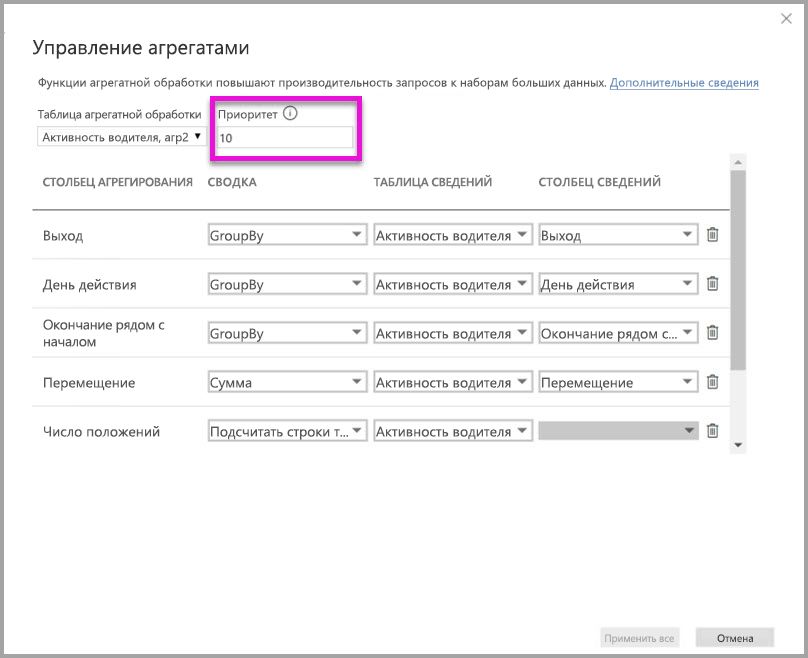 Управление агрегатами
Функции агрегатной обработки повышают производительность запросов к наборам больших данных. Дополнительные сведения
Таблица агрегатной обработки Приоритет
Активность водителя, агр2 10
СТОЛБЕЦ АГРЕГИРОВАНИЯ СВОДКА ТАБЛИЦА СВЕДЕНИЙ СТОЛБЕЦ СВЕДЕНИЙ
Выход GroupBy Активность водителя Выход
День действия GroupBy Активность водителя День действия
Окончание рядом с
началом GroupBy Активность водителя Окончание рядом с...
Перемещение Сумма Активность водителя Перемещение
Число положений Подсчитать строки т... Активность водителя
Применить все Отмена